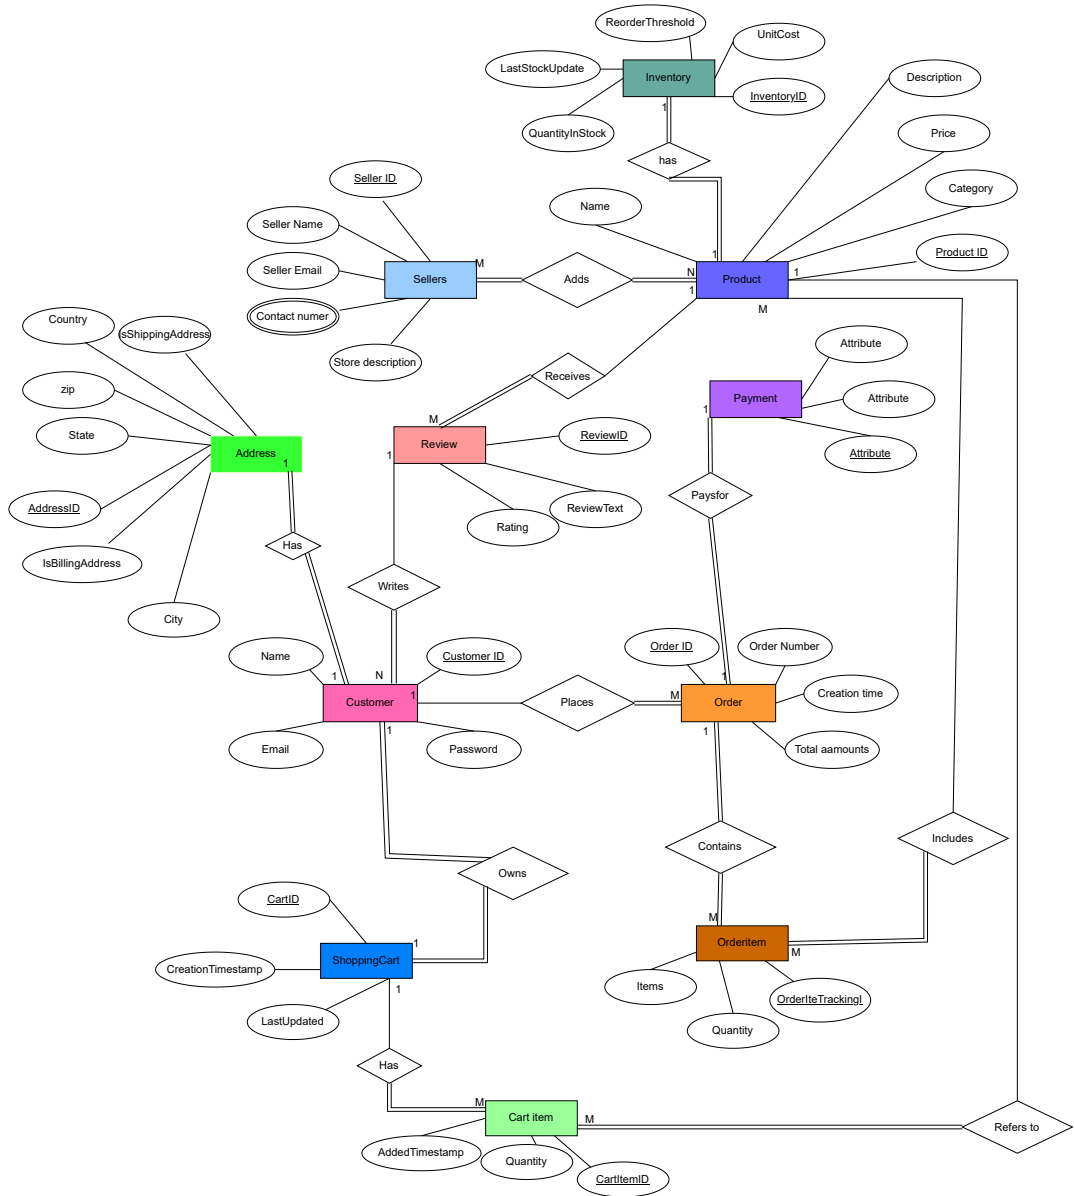 ReorderThreshold
UnitCost
LastStockUpdate
Inventory
Description
InventoryID
1
QuantityInStock
Price
has
Seller ID
Category
Name
Seller Name
Product ID
1
M
Seller Email
Sellers
Adds
N
Product
1
1
Contact numer
M
Country
IsShippingAddress
Attribute
Store description
Receives
zip
Payment
Attribute
1
M
State
ReviewID
Review
Address
1
1
Attribute
Paysfor
AddressID
ReviewText
Rating
Has
IsBillingAddress
Writes
City
Order ID
Order Number
Name
Customer ID
1
N
1
1
M
Creation time
Customer
Places
Order
1
1
Email
Password
Total aamounts
Includes
Contains
Owns
CartID
M
1
Orderitem
M
ShoppingCart
CreationTimestamp
1
Items
OrderIteTrackingI
LastUpdated
Quantity
Has
M
Cart item
M
Refers to
AddedTimestamp
Quantity
CartItemID